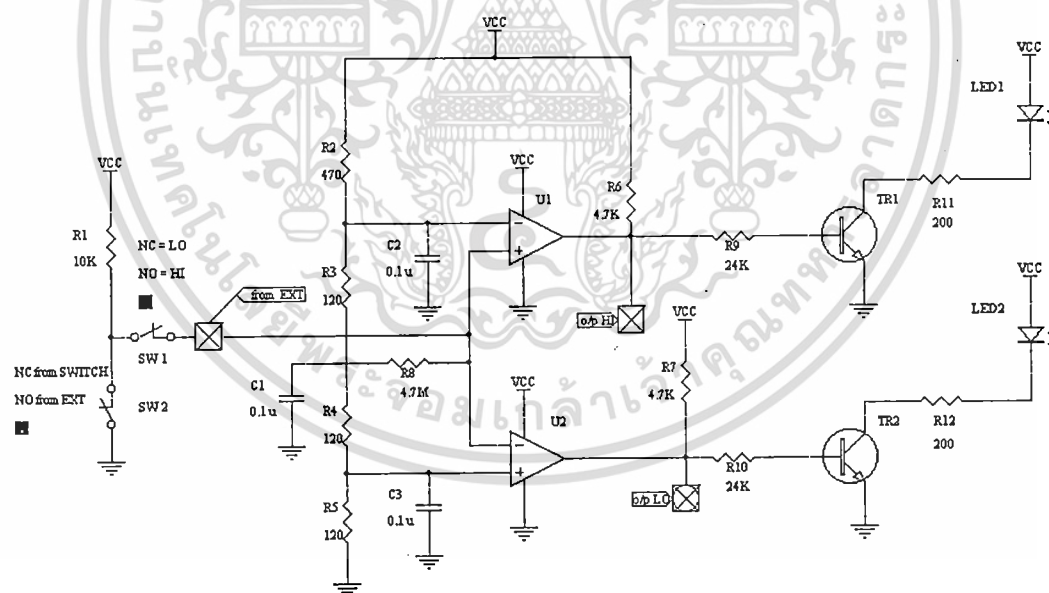 VCC
VCC
LED1
R2
470
VCC
U1
R6
4.7K
VCC
R1
10K
NC = LO
NO = HI
from EXT
SW1
C2
0.1u
R3
120
R9
24K
TR1
R11
200
o/p HI
VCC
LED2
NC from SWITCH
NO from EXT
SW2
C1
0.1u
R8
4.7M
VCC
R7
4.7K
R4
120
VCC
U2
TR2
R12
200
R5
120
C3
0.1u
R10
24K
o/p LO